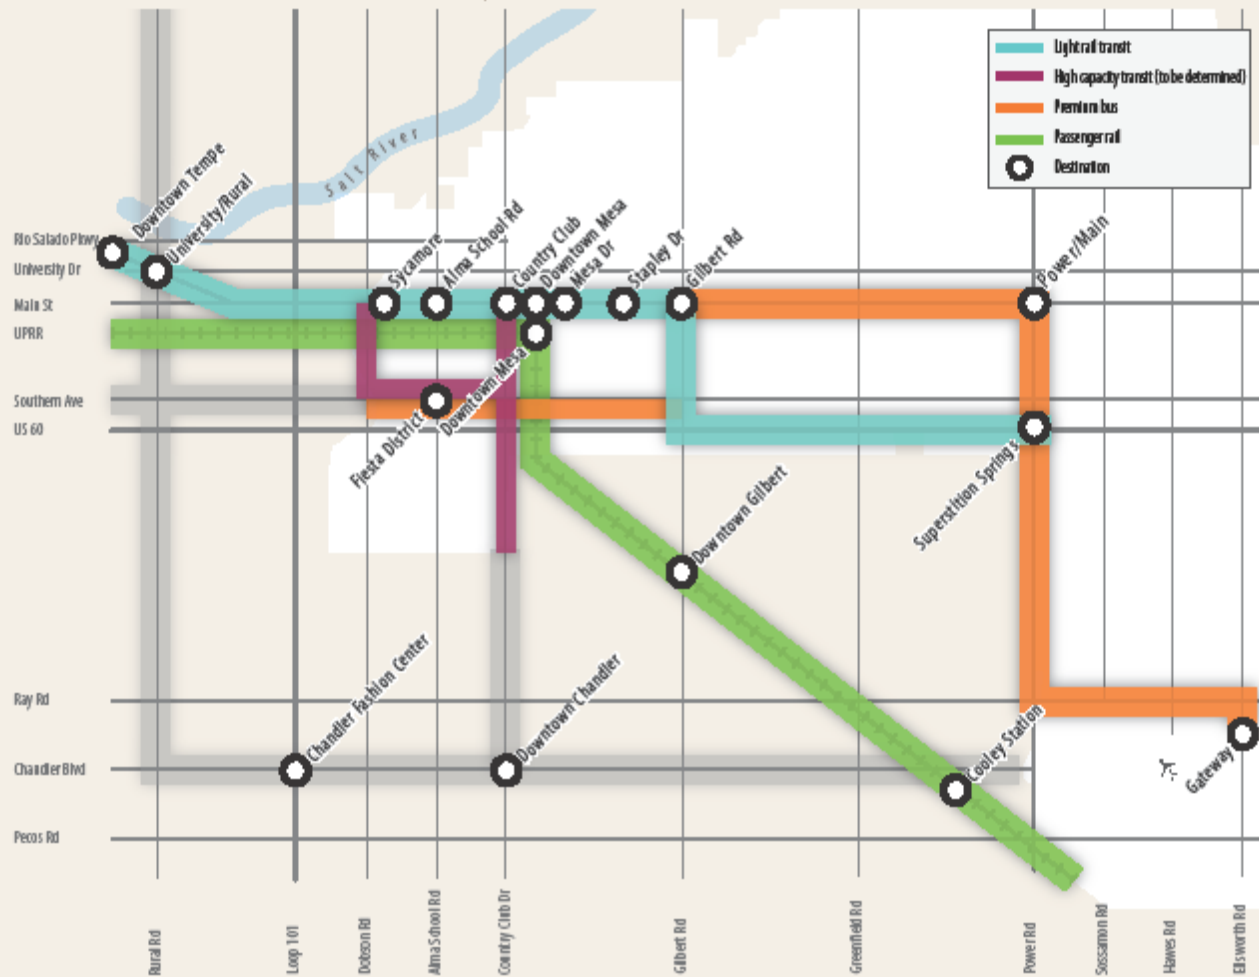 Light rail transit
High capacity transit (to be determined)
Premium bus
Passenger rail
Destination
Salt River
Downtown Tempe
University/Rural
Sycamore
Alma School Rd
Country Club
Downtown Mesa
Mesa Dr
Stapley Dr
Gilbert Rd
Power/Main
Rio Salado Pkwy
University Dr
Main St
UPRR
Southern Ave
US 60
Ray Rd
Chandler Blvd
Pecos Rd
Fiesta District
Downtown Mesa
Superstition Springs
Downtown Gilbert
Chandler Fashion Center
Downtown Chandler
Cooley Station
Gateway
Rural Rd
Loop 101
Dobson Rd
Alma School Rd
Country Club Dr
Gilbert Rd
Greenfield Rd
Power Rd
Sossamon Rd
Hawes Rd
Ellsworth Rd